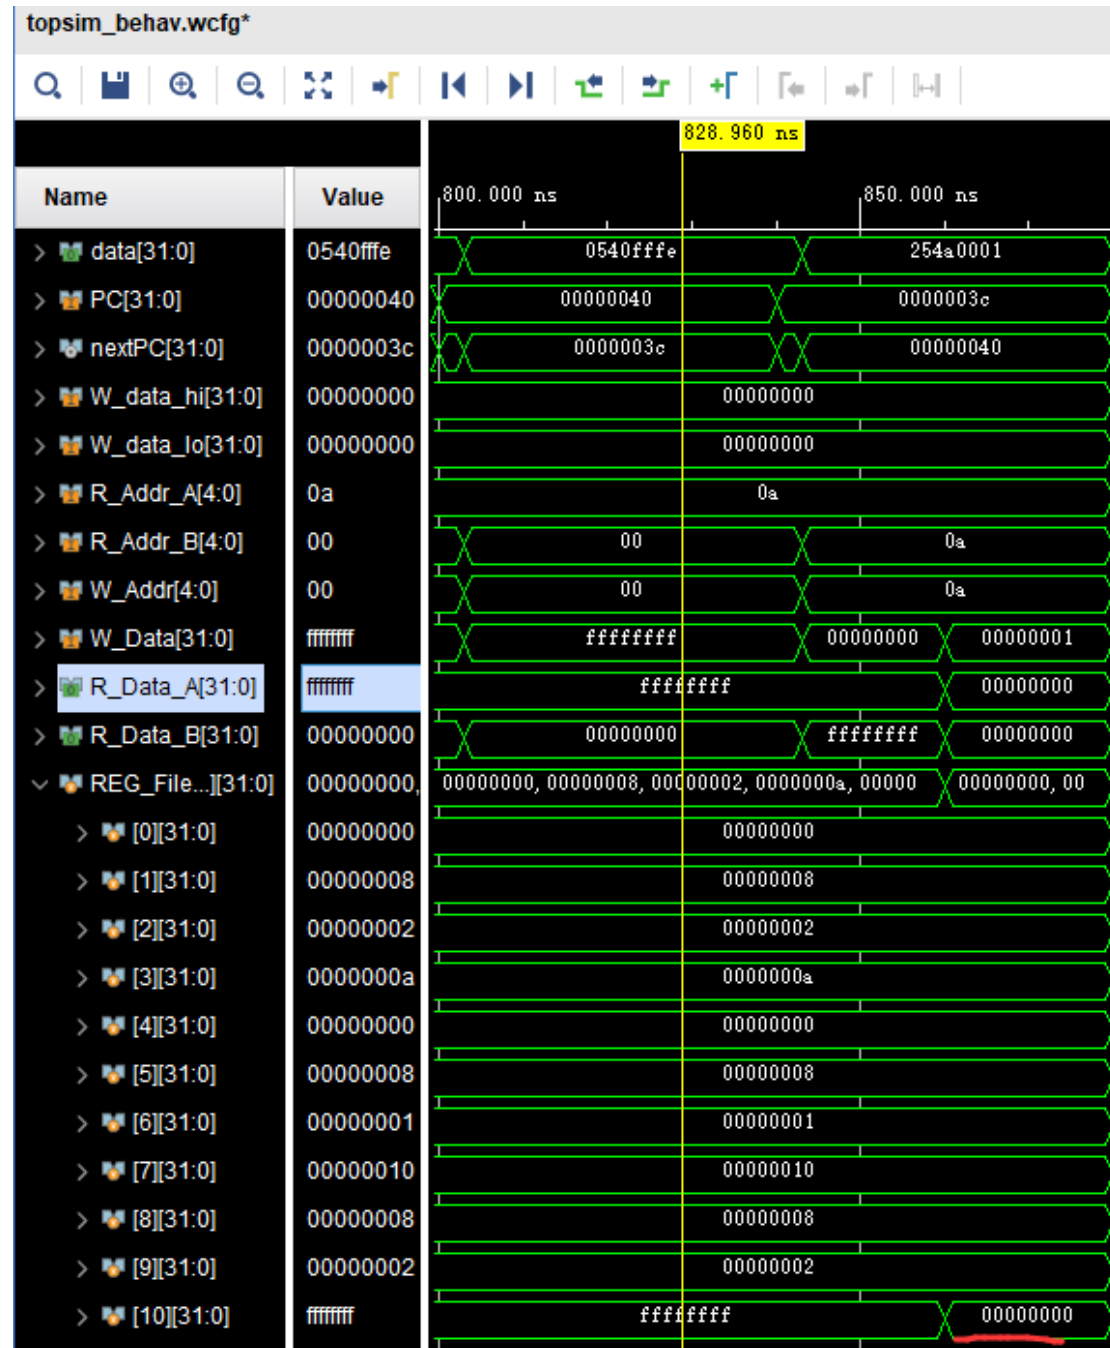 topsim_behav.wcfg*
828.960 ns
Name Value 800.000 ns 850.000 ns
data[31:0] 0540fffe 0540fffe 254a0001
PC[31:0] 00000040 00000040 0000003c
nextPC[31:0] 0000003c 0000003c 00000040
W_data_hi[31:0] 00000000 00000000
W_data_lo[31:0] 00000000 00000000
R_Addr_A[4:0] 0a 0a
R_Addr_B[4:0] 00 00 0a
W_Addr[4:0] 00 00 0a
W_Data[31:0] ffffffff ffffffff 00000000 00000001
R_Data_A[31:0] ffffffff ffffffff 00000000
R_Data_B[31:0] 00000000 00000000 ffffffff 00000000
REG_File...][31:0] 00000000, 00000000,00000008,00000002,0000000a,00000 00000000,00
[0][31:0] 00000000 00000000
[1][31:0] 00000008 00000008
[2][31:0] 00000002 00000002
[3][31:0] 0000000a 0000000a
[4][31:0] 00000000 00000000
[5][31:0] 00000008 00000008
[6][31:0] 00000001 00000001
[7][31:0] 00000010 00000010
[8][31:0] 00000008 00000008
[9][31:0] 00000002 00000002
[10][31:0] ffffffff ffffffff 00000000